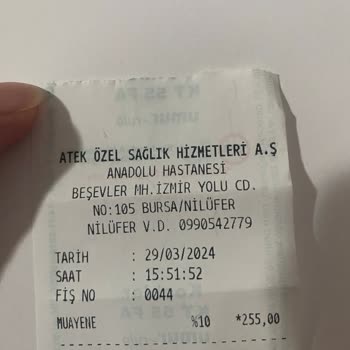 ATEK ÖZEL SAĞLIK HİZMETLERİ A.Ş
ANADOLU HASTANESİ
BEŞEVLER MH.İZMİR YOLU CD.
NO:105 BURSA/NİLÜFER
NİLÜFER V.D. 0990542779
TARİH : 29/03/2024
SAAT : 15:51:52
FİŞ NO : 0044
MUAYENE %10 *255,00